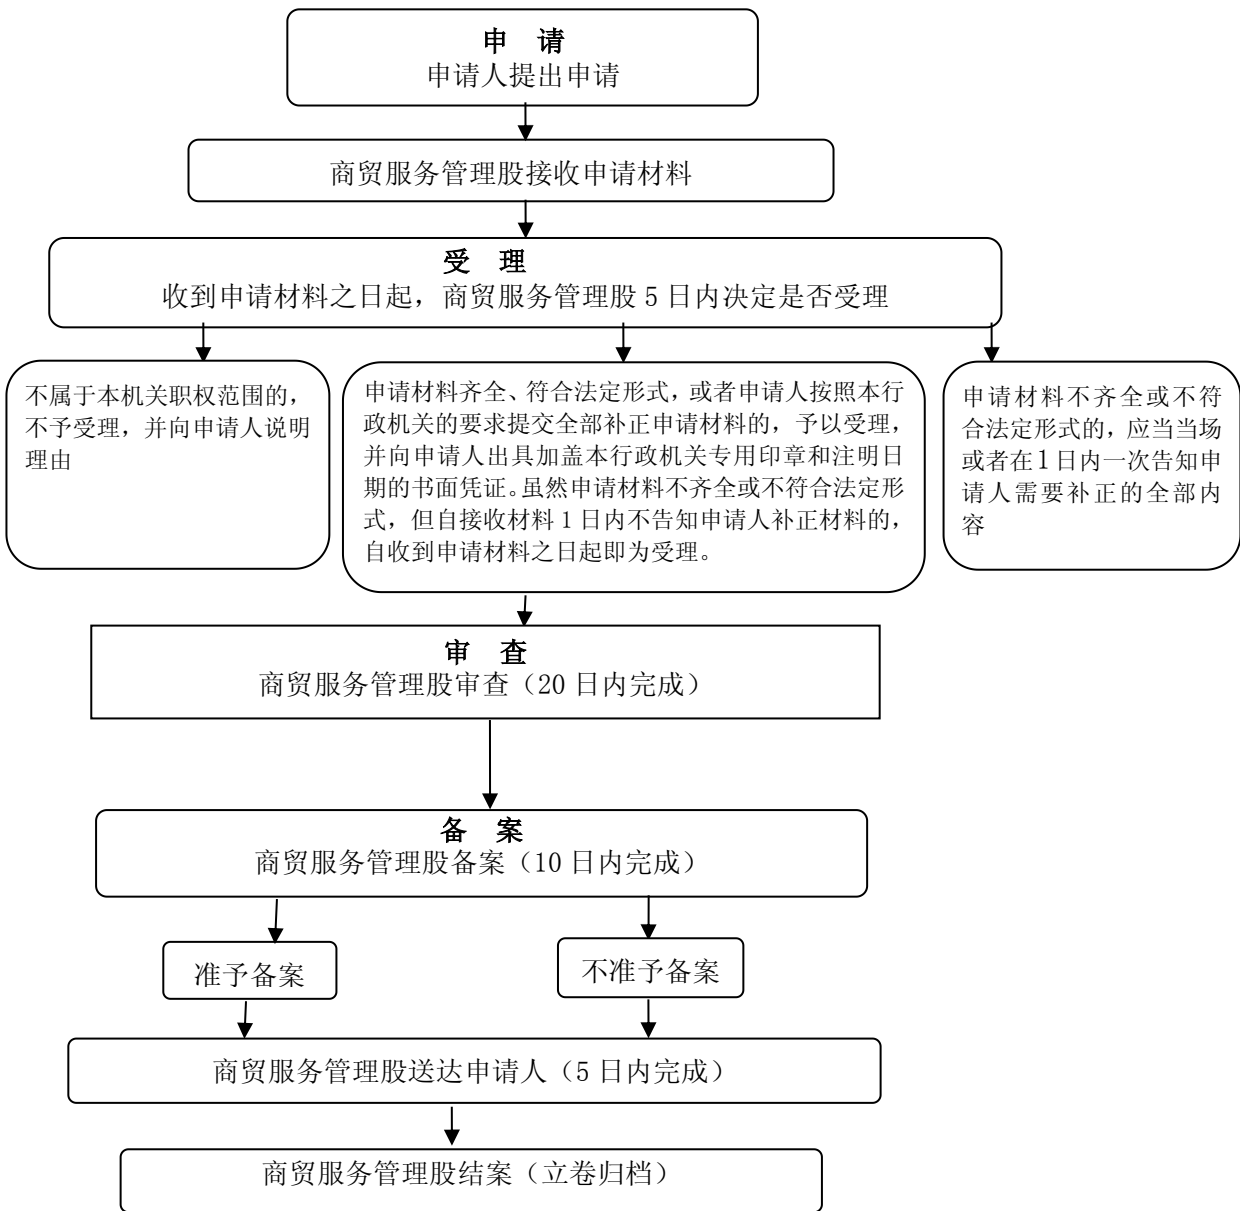 申 请
申请人提出申请
商贸服务管理股接收申请材料
受 理
收到申请材料之日起，商贸服务管理股 5 日内决定是否受理
不属于本机关职权范围的，
不予受理，并向申请人说明
理由
申请材料齐全、符合法定形式，或者申请人按照本行
政机关的要求提交全部补正申请材料的，予以受理，
并向申请人出具加盖本行政机关专用印章和注明日
期的书面凭证。虽然申请材料不齐全或不符合法定形
式，但自接收材料 1 日内不告知申请人补正材料的，
自收到申请材料之日起即为受理。
申请材料不齐全或不符
合法定形式的，应当当场
或者在 1 日内一次告知申
请人需要补正的全部内
容
审 查
商贸服务管理股审查（20 日内完成）
备 案
商贸服务管理股备案（10 日内完成）
准予备案
不准予备案
商贸服务管理股送达申请人（5 日内完成）
商贸服务管理股结案（立卷归档）